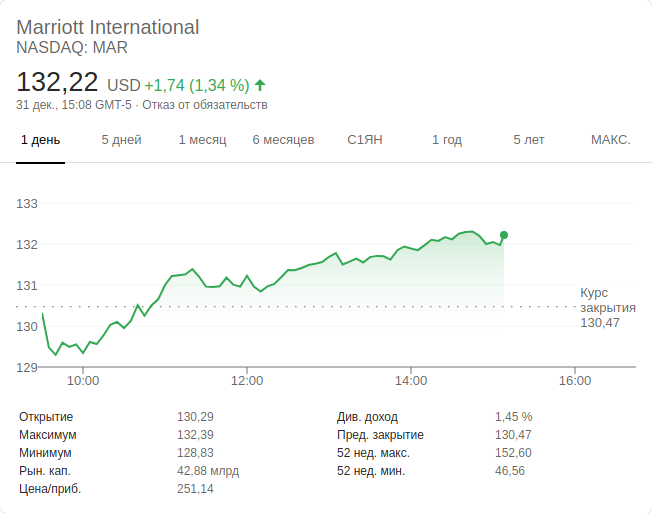 Marriott International
NASDAQ: MAR
132,22 USD +1,74 (1,34 %)
31 дек., 15:08 GMT-5 · Отказ от обязательств
1 день 5 дней 1 месяц 6 месяцев С1ЯН 1 год 5 лет МАКС.
133
132
131
130
129
Курс
закрытия
130,47
10:00 12:00 14:00 16:00
Открытие 130,29 Див. доход 1,45 %
Максимум 132,39 Пред. закрытие 130,47
Минимум 128,83 52 нед. макс. 152,60
Рын. кап. 42,88 млрд 52 нед. мин. 46,56
Цена/приб. 251,14